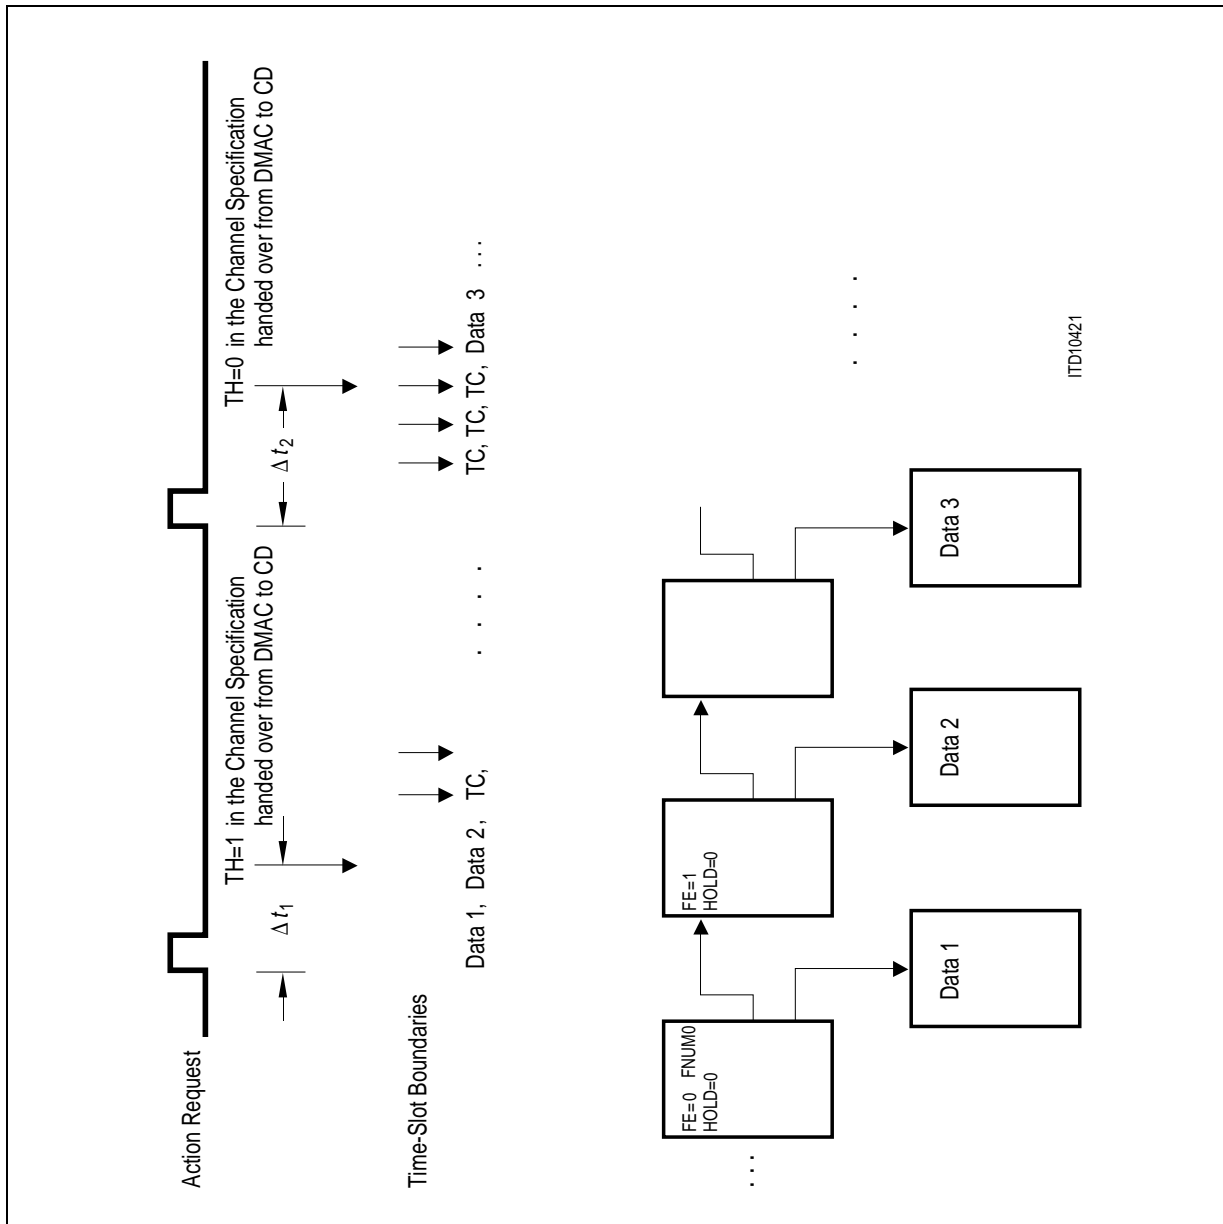 Action Request
TH=1 in the Channel Specification
handed over from DMAC to CD
TH=0 in the Channel Specification
handed over from DMAC to CD
Δt1
Δt2
Time-Slot Boundaries
Data 1, Data 2, TC, . . . . TC, TC, TC, Data 3 ...
FE=0 FNUM0
HOLD=0
FE=1
HOLD=0
. . .
. . . .
Data 1
Data 2
Data 3
ITD10421